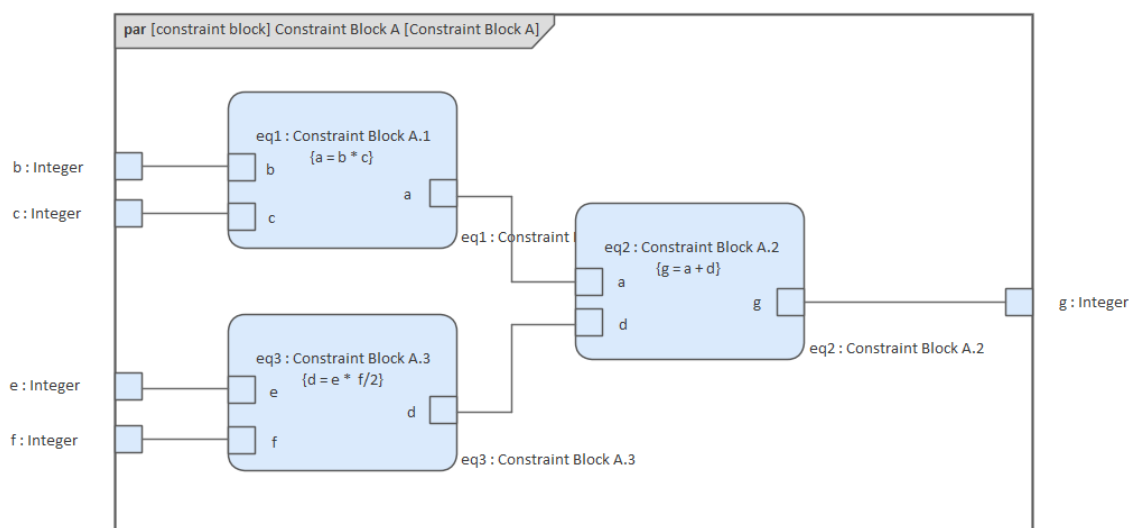 par [constraint block] Constraint Block A [Constraint Block A]
eq1 : Constraint Block A.1
{a = b * c}
b : Integer
b
a
c : Integer
c
eq1 : Constraint
eq2 : Constraint Block A.2
{g = a + d}
a
g
g : Integer
d
eq2 : Constraint Block A.2
eq3 : Constraint Block A.3
{d = e * f/2}
e : Integer
e
d
f : Integer
f
eq3 : Constraint Block A.3